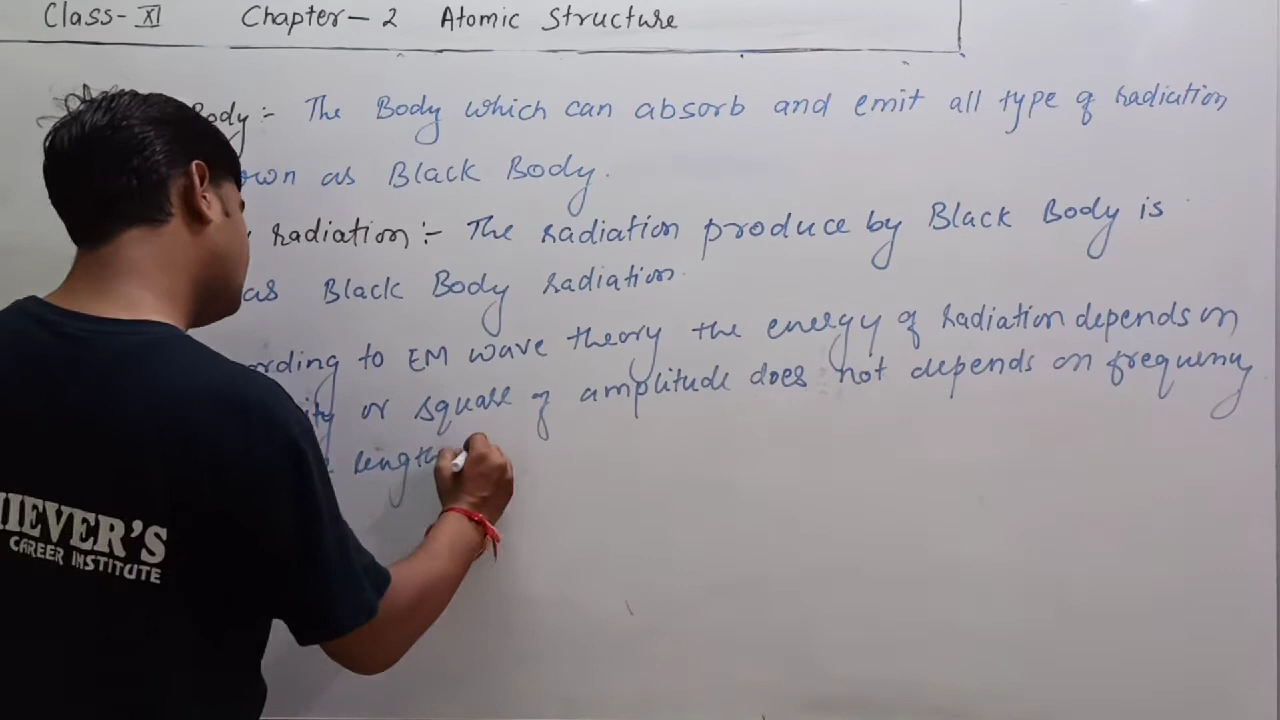 Class- XI Chapter- 2 Atomic Structure
Body :- The Body which can absorb and emit all type of radiation
own as Black Body.
radiation :- The radiation produce by Black Body is
as Black Body radiation.
ording to EM wave theory the energy of radiation depends on
ity or square of amplitude does not depends on frequency
length
HIEVER'S
CAREER INSTITUTE